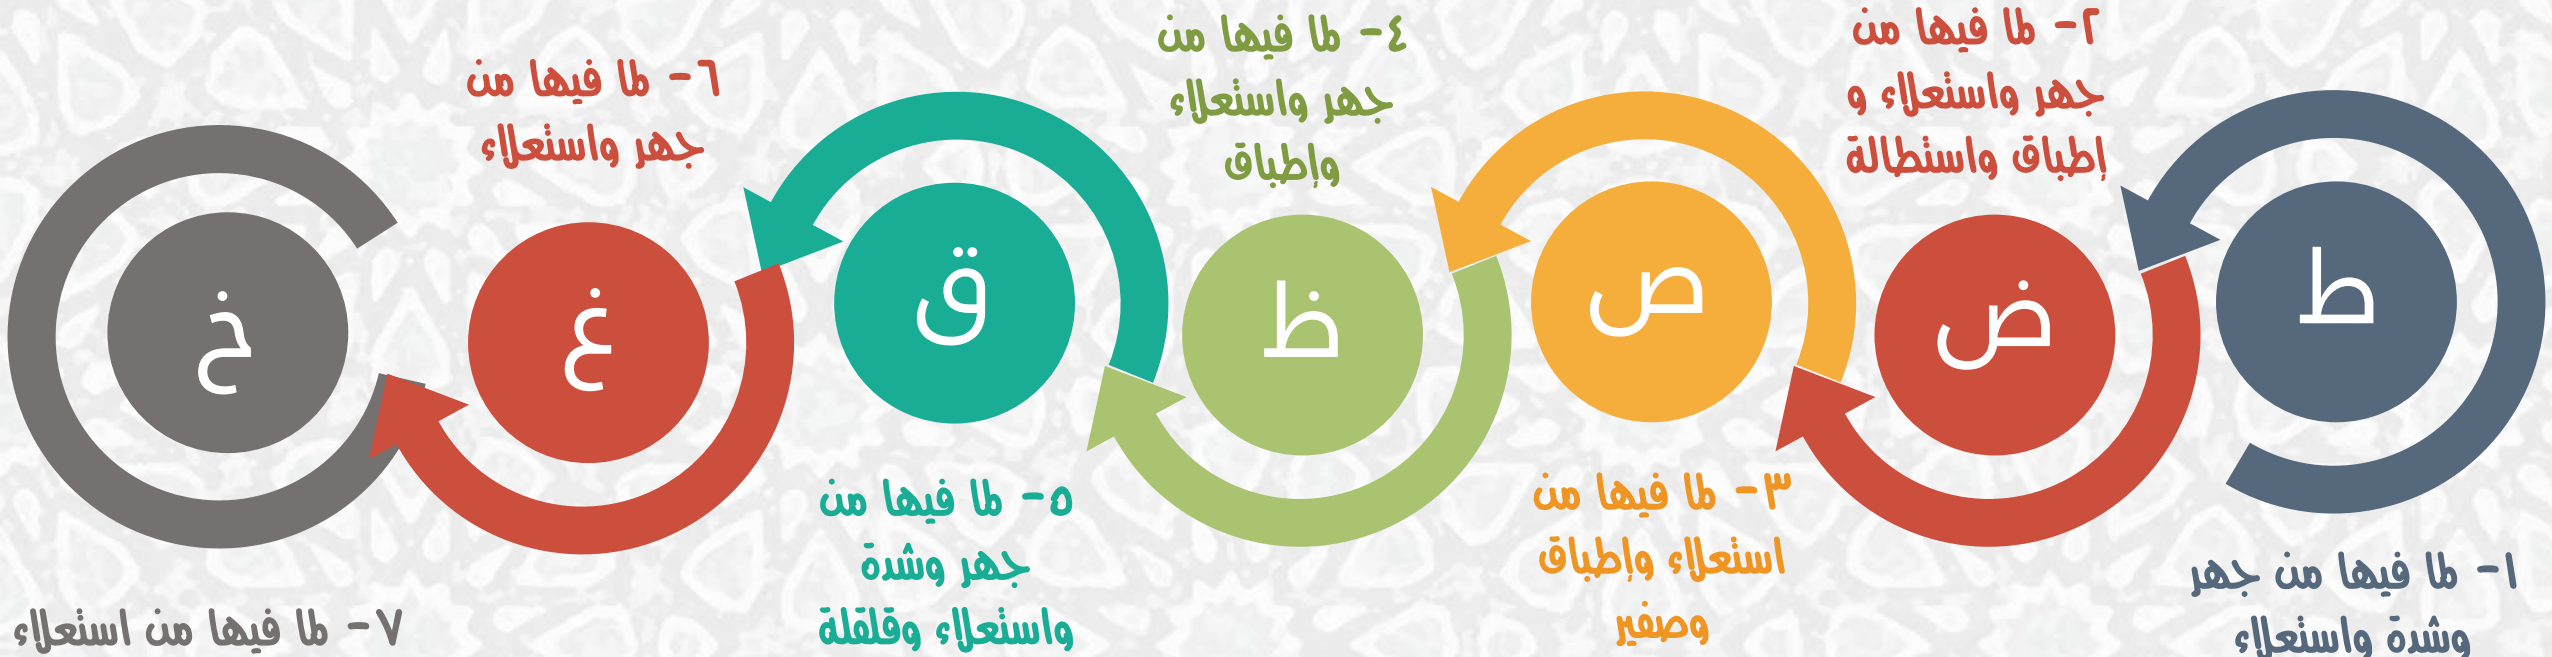 ط
١- لما فيها من جهر
وشدة واستعلاء
ض
٢- لما فيها من
جهر واستعلاء و
إطباق واستطالة
ص
٣- لما فيها من
استعلاء وإطباق
وصفير
ظ
٤- لما فيها من
جهر واستعلاء
وإطباق
ق
٥- لما فيها من
جهر وشدة
واستعلاء وقلقلة
غ
٦- لما فيها من
جهر واستعلاء
خ
٧- لما فيها من استعلاء